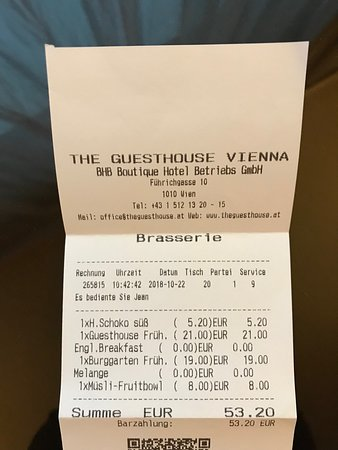 THE GUESTHOUSE VIENNA
BHB Boutique Hotel Betriebs GmbH
Führichgasse 10
1010 Wien
Tel: +43 1 512 13 20 - 15
Mail: office@theguesthouse.at Web: www.theguesthouse.at
Brasserie
Rechnung Uhrzeit Datum Tisch Partei Service
265815 10:42:42 2018-10-22 20 1 9
Es bediente Sie Jean
1xH.Schoko süß ( 5.20)EUR 5.20
1xGuesthouse Früh. ( 21.00)EUR 21.00
Engl.Breakfast ( 0.00)EUR 0.00
1xBurggarten Früh. ( 19.00)EUR 19.00
Melange ( 0.00)EUR 0.00
1xMüsli-Fruitbowl ( 8.00)EUR 8.00
Summe EUR 53.20
Barzahlung: 53.20 EUR